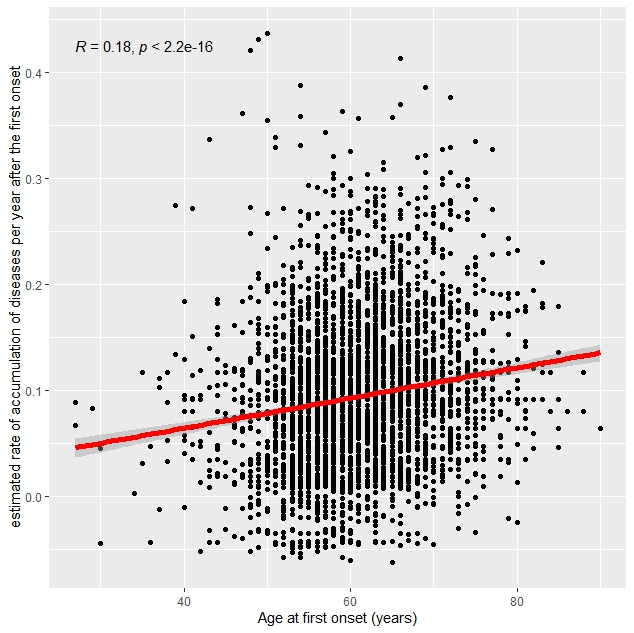 R = 0.18, p < 2.2e-16
estimated rate of accumulation of diseases per year after the first onset
0.4
0.3
0.2
0.1
0.0
40 60 80
Age at first onset (years)